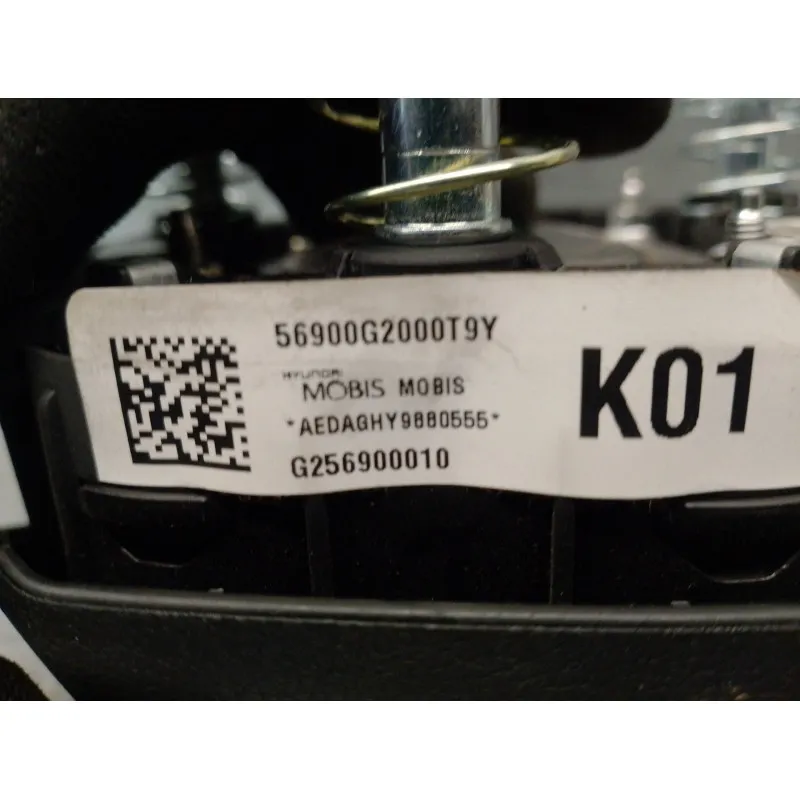 56900G2000T9Y
HYUNDAI
MOBIS MOBIS
*AEDAGHY9880555*
G256900010
K01